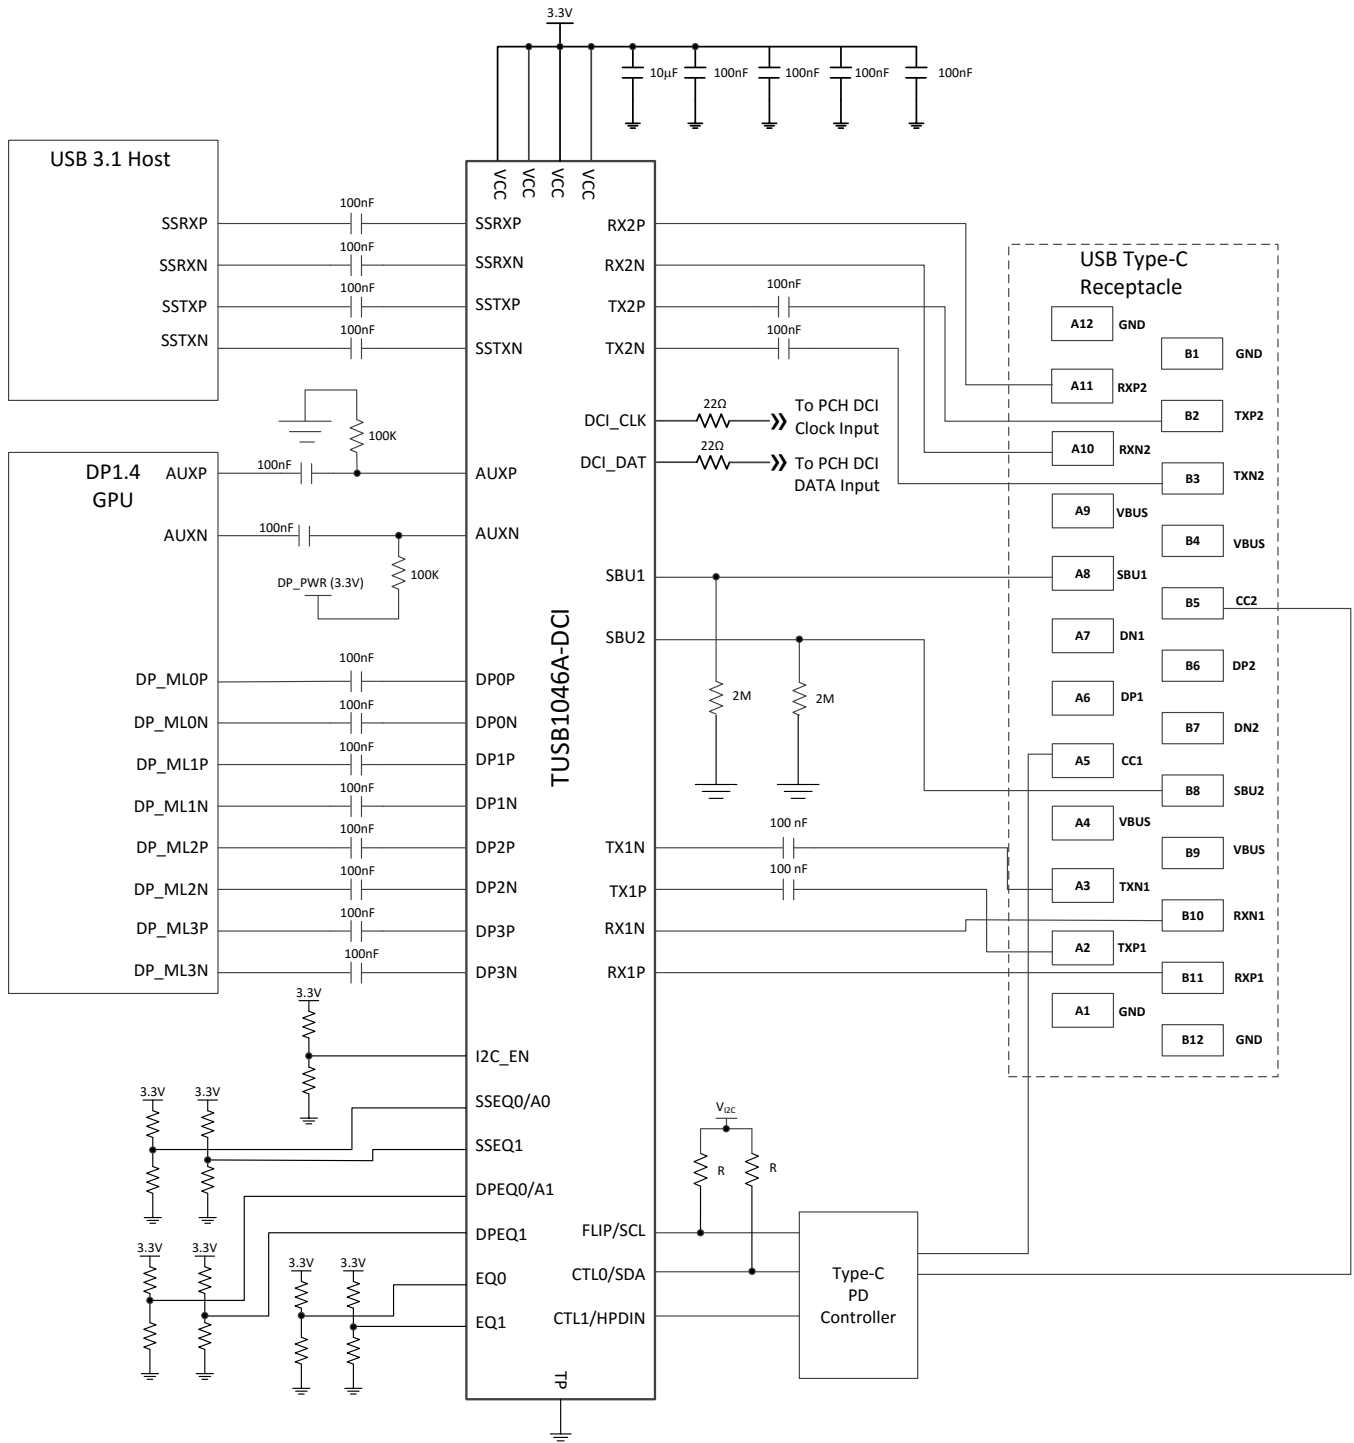 3.3V
10µF
100nF
100nF
100nF
100nF
USB 3.1 Host
SSRXP
SSRXN
SSTXP
SSTXN
100nF
100nF
100nF
100nF
100K
DP1.4
GPU
AUXP
AUXN
100nF
100nF
100K
DP_PWR (3.3V)
DP_ML0P
DP_ML0N
DP_ML1P
DP_ML1N
DP_ML2P
DP_ML2N
DP_ML3P
DP_ML3N
100nF
100nF
100nF
100nF
100nF
100nF
100nF
100nF
VCC
VCC
VCC
VCC
SSRXP
SSRXN
SSTXP
SSTXN
AUXP
AUXN
DP0P
DP0N
DP1P
DP1N
DP2P
DP2N
DP3P
DP3N
I2C_EN
SSEQ0/A0
SSEQ1
DPEQ0/A1
DPEQ1
EQ0
EQ1
TP
TUSB1046A-DCI
RX2P
RX2N
TX2P
TX2N
DCI_CLK
DCI_DAT
SBU1
SBU2
TX1N
TX1P
RX1N
RX1P
FLIP/SCL
CTL0/SDA
CTL1/HPDIN
3.3V
3.3V
3.3V
3.3V
3.3V
3.3V
3.3V
100nF
100nF
22Ω
To PCH DCI
Clock Input
22Ω
To PCH DCI
DATA Input
2M
2M
100 nF
100 nF
VI2C
R
R
Type-C
PD
Controller
USB Type-C
Receptacle
A12 GND
B1 GND
A11 RXP2
B2 TXP2
A10 RXN2
B3 TXN2
A9 VBUS
B4 VBUS
A8 SBU1
B5 CC2
A7 DN1
B6 DP2
A6 DP1
B7 DN2
A5 CC1
B8 SBU2
A4 VBUS
B9 VBUS
A3 TXN1
B10 RXN1
A2 TXP1
B11 RXP1
A1 GND
B12 GND